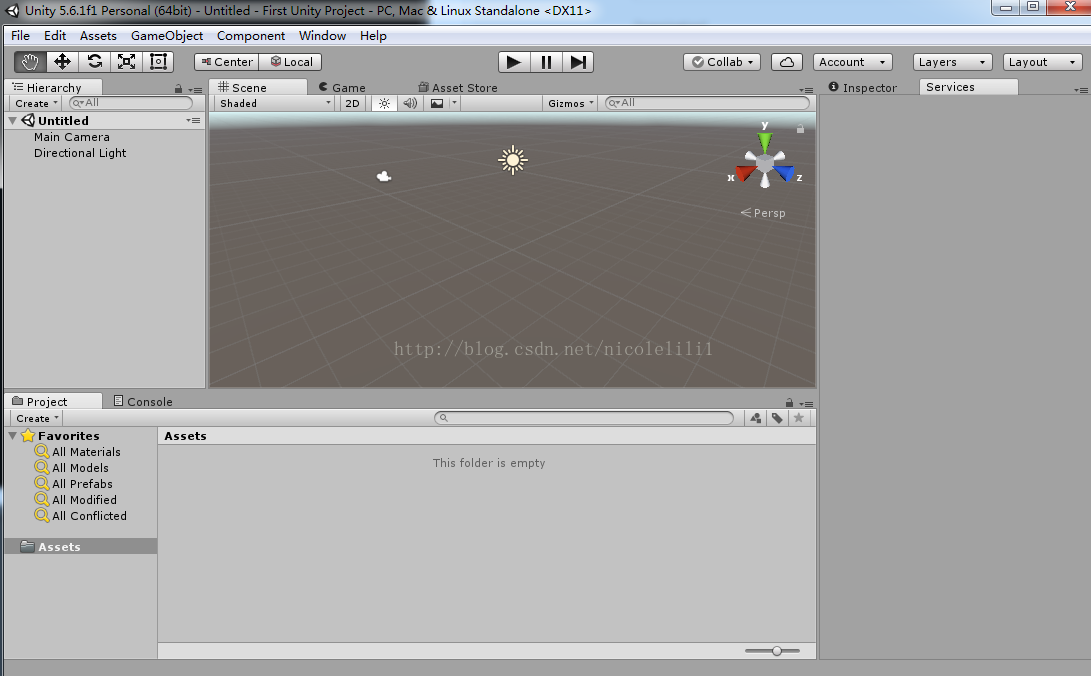 Unity 5.6.1f1 Personal (64bit) - Untitled - First Unity Project - PC, Mac & Linux Standalone <DX11>
File Edit Assets GameObject Component Window Help
Center Local Collab Account Layers Layout
Hierarchy Scene Game Asset Store Inspector Services
Create All Shaded 2D Gizmos All
Untitled
Main Camera
Directional Light
y
x z
Persp
http://blog.csdn.net/nicolelili1
Project Console
Create
Favorites
All Materials
All Models
All Prefabs
All Modified
All Conflicted
Assets
Assets
This folder is empty